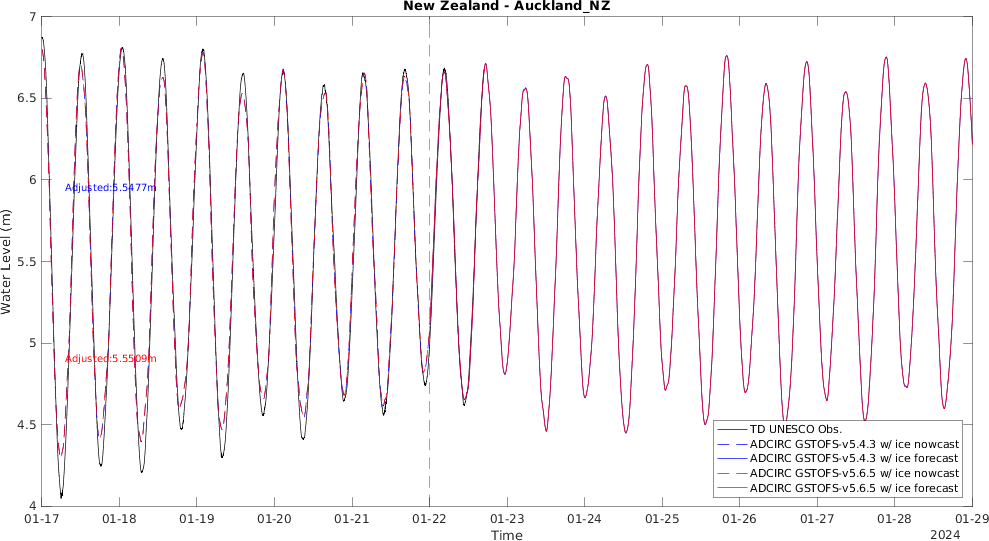 New Zealand - Auckland_NZ
7
6.5
6
5.5
5
4.5
4
Water Level (m)
Adjusted:5.5477m
Adjusted:5.5509m
TD UNESCO Obs.
ADCIRC GSTOFS-v5.4.3 w/ ice nowcast
ADCIRC GSTOFS-v5.4.3 w/ ice forecast
ADCIRC GSTOFS-v5.6.5 w/ ice nowcast
ADCIRC GSTOFS-v5.6.5 w/ ice forecast
01-17 01-18 01-19 01-20 01-21 01-22 01-23 01-24 01-25 01-26 01-27 01-28 01-29
Time
2024